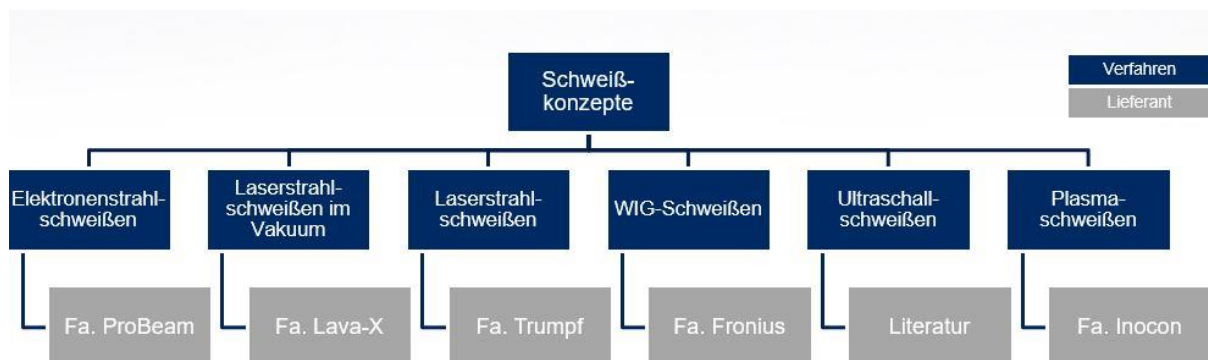 Schweiß-
konzepte
Verfahren
Lieferant
Elektronenstrahl-
schweißen
Laserstrahl-
schweißen im
Vakuum
Laserstrahl-
schweißen
WIG-Schweißen
Ultraschall-
schweißen
Plasma-
schweißen
Fa. ProBeam
Fa. Lava-X
Fa. Trumpf
Fa. Fronius
Literatur
Fa. Inocon